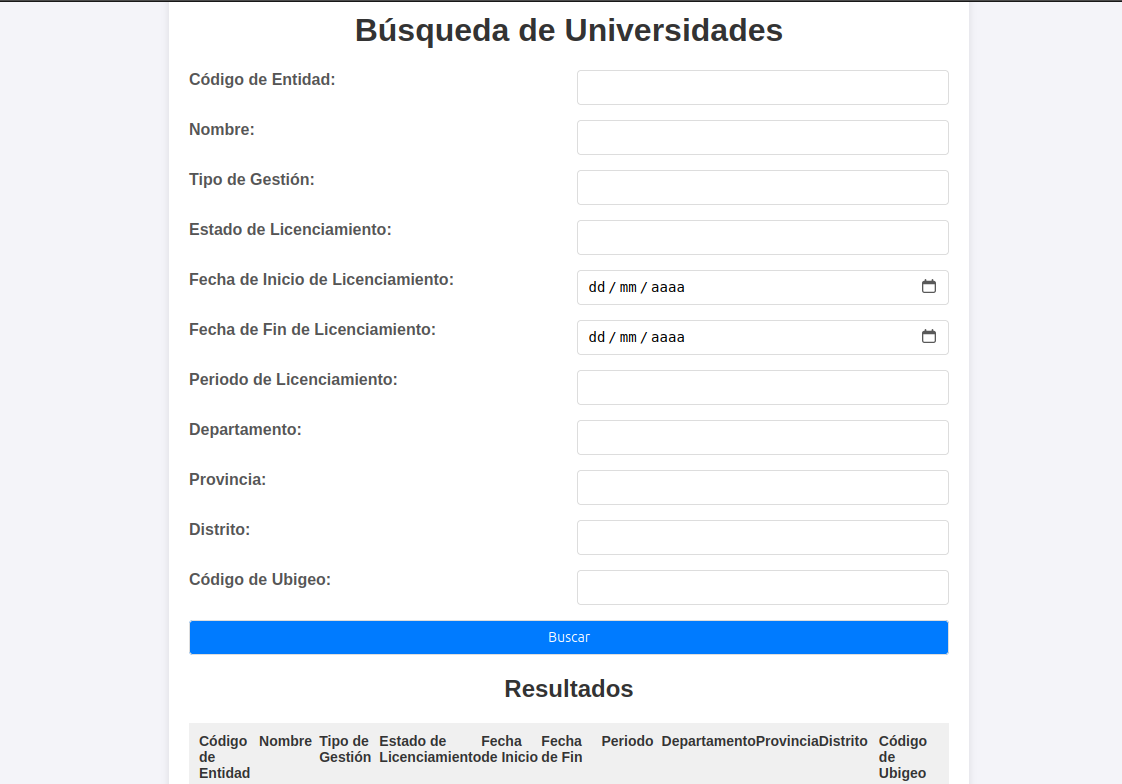 Búsqueda de Universidades
Código de Entidad:
Nombre:
Tipo de Gestión:
Estado de Licenciamiento:
Fecha de Inicio de Licenciamiento:
dd / mm / aaaa
Fecha de Fin de Licenciamiento:
dd / mm / aaaa
Periodo de Licenciamiento:
Departamento:
Provincia:
Distrito:
Código de Ubigeo:
Buscar
Resultados
Código Nombre Tipo de Estado de Fecha Fecha Periodo Departamento Provincia Distrito Código
de Gestión Licenciamiento de Inicio de Fin de
Entidad Ubigeo